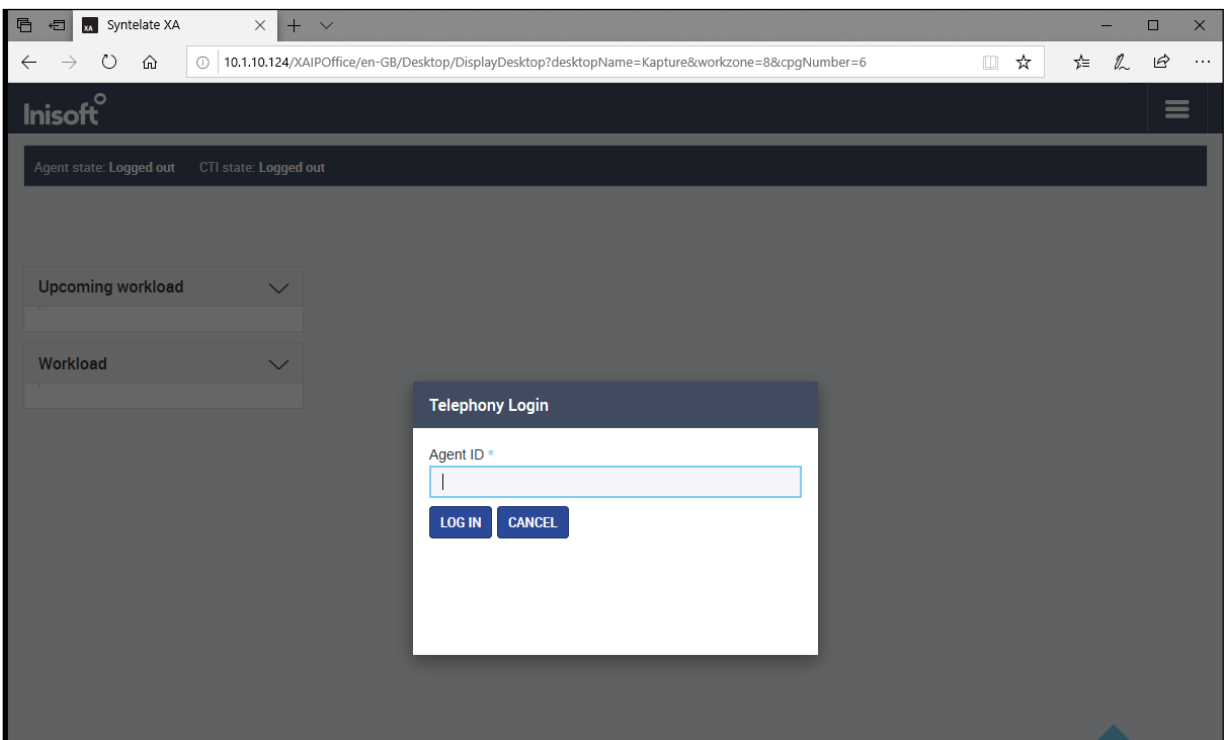 Syntelate XA
10.1.10.124/XAIPOffice/en-GB/Desktop/DisplayDesktop?desktopName=Kapture&workzone=8&cpgNumber=6
Inisoft
Agent state: Logged out CTI state: Logged out
Upcoming workload
Workload
Telephony Login
Agent ID *
LOG IN CANCEL